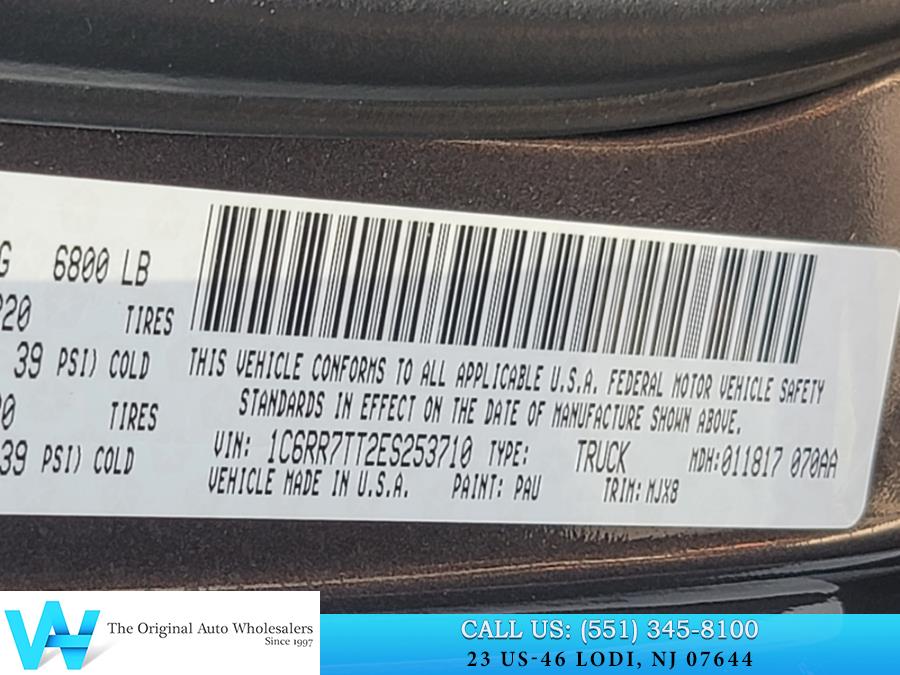 G 6800 LB
20 TIRES
39 PSI) COLD
0 TIRES
39 PSI) COLD
THIS VEHICLE CONFORMS TO ALL APPLICABLE U.S.A. FEDERAL MOTOR VEHICLE SAFETY
STANDARDS IN EFFECT ON THE DATE OF MANUFACTURE SHOWN ABOVE.
VIN: 1C6RR7TT2ES253710 TYPE: TRUCK MDH:011817 070AA
VEHICLE MADE IN U.S.A. PAINT: PAU TRIM: MJX8
The Original Auto Wholesalers
Since 1997
CALL US: (551) 345-8100
23 US-46 LODI, NJ 07644